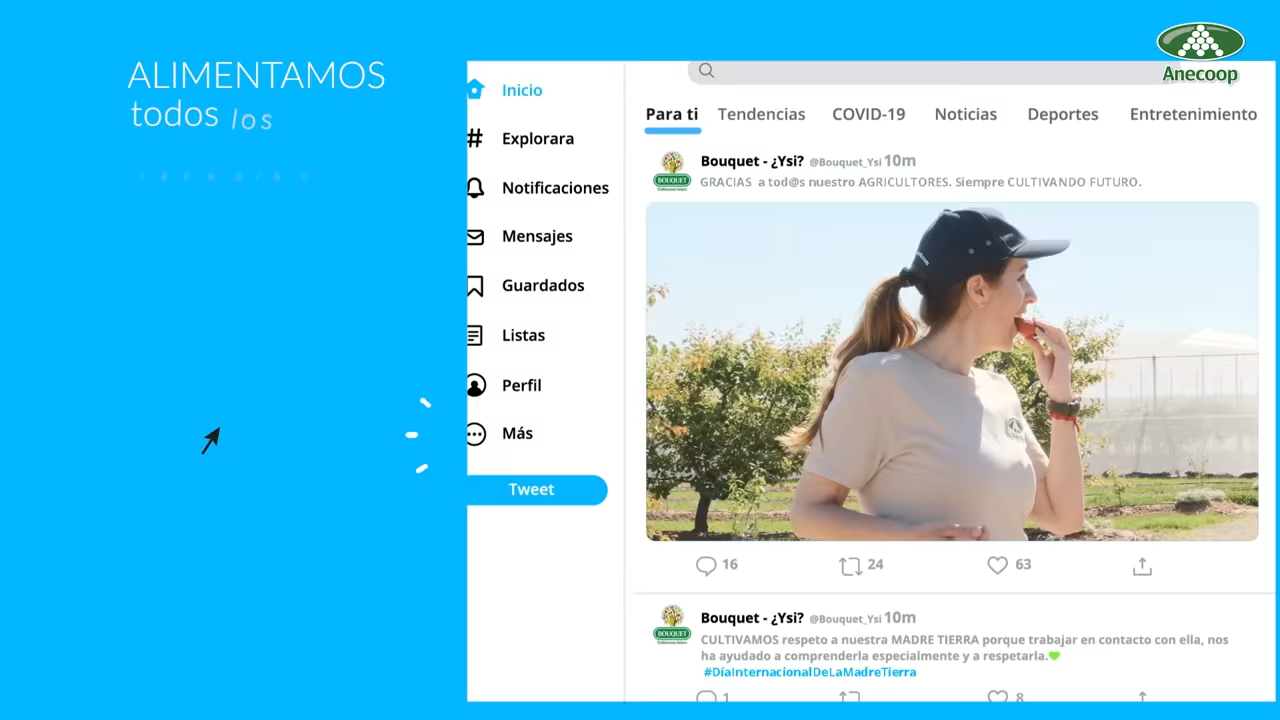 ALIMENTAMOS
todos los
Anecoop
Inicio
Explorara
Notificaciones
Mensajes
Guardados
Listas
Perfil
Más
Tweet
Para ti Tendencias COVID-19 Noticias Deportes Entretenimiento
Bouquet - ¿Ysi? @Bouquet_Ysi 10m
GRACIAS a tod@s nuestro AGRICULTORES. Siempre CULTIVANDO FUTURO.
BOUQUET
16 24 63
Bouquet - ¿Ysi? @Bouquet_Ysi 10m
CULTIVAMOS respeto a nuestra MADRE TIERRA porque trabajar en contacto con ella, nos
ha ayudado a comprenderla especialmente y a respetarla.
#DíaInternacionalDeLaMadreTierra
BOUQUET
1 8